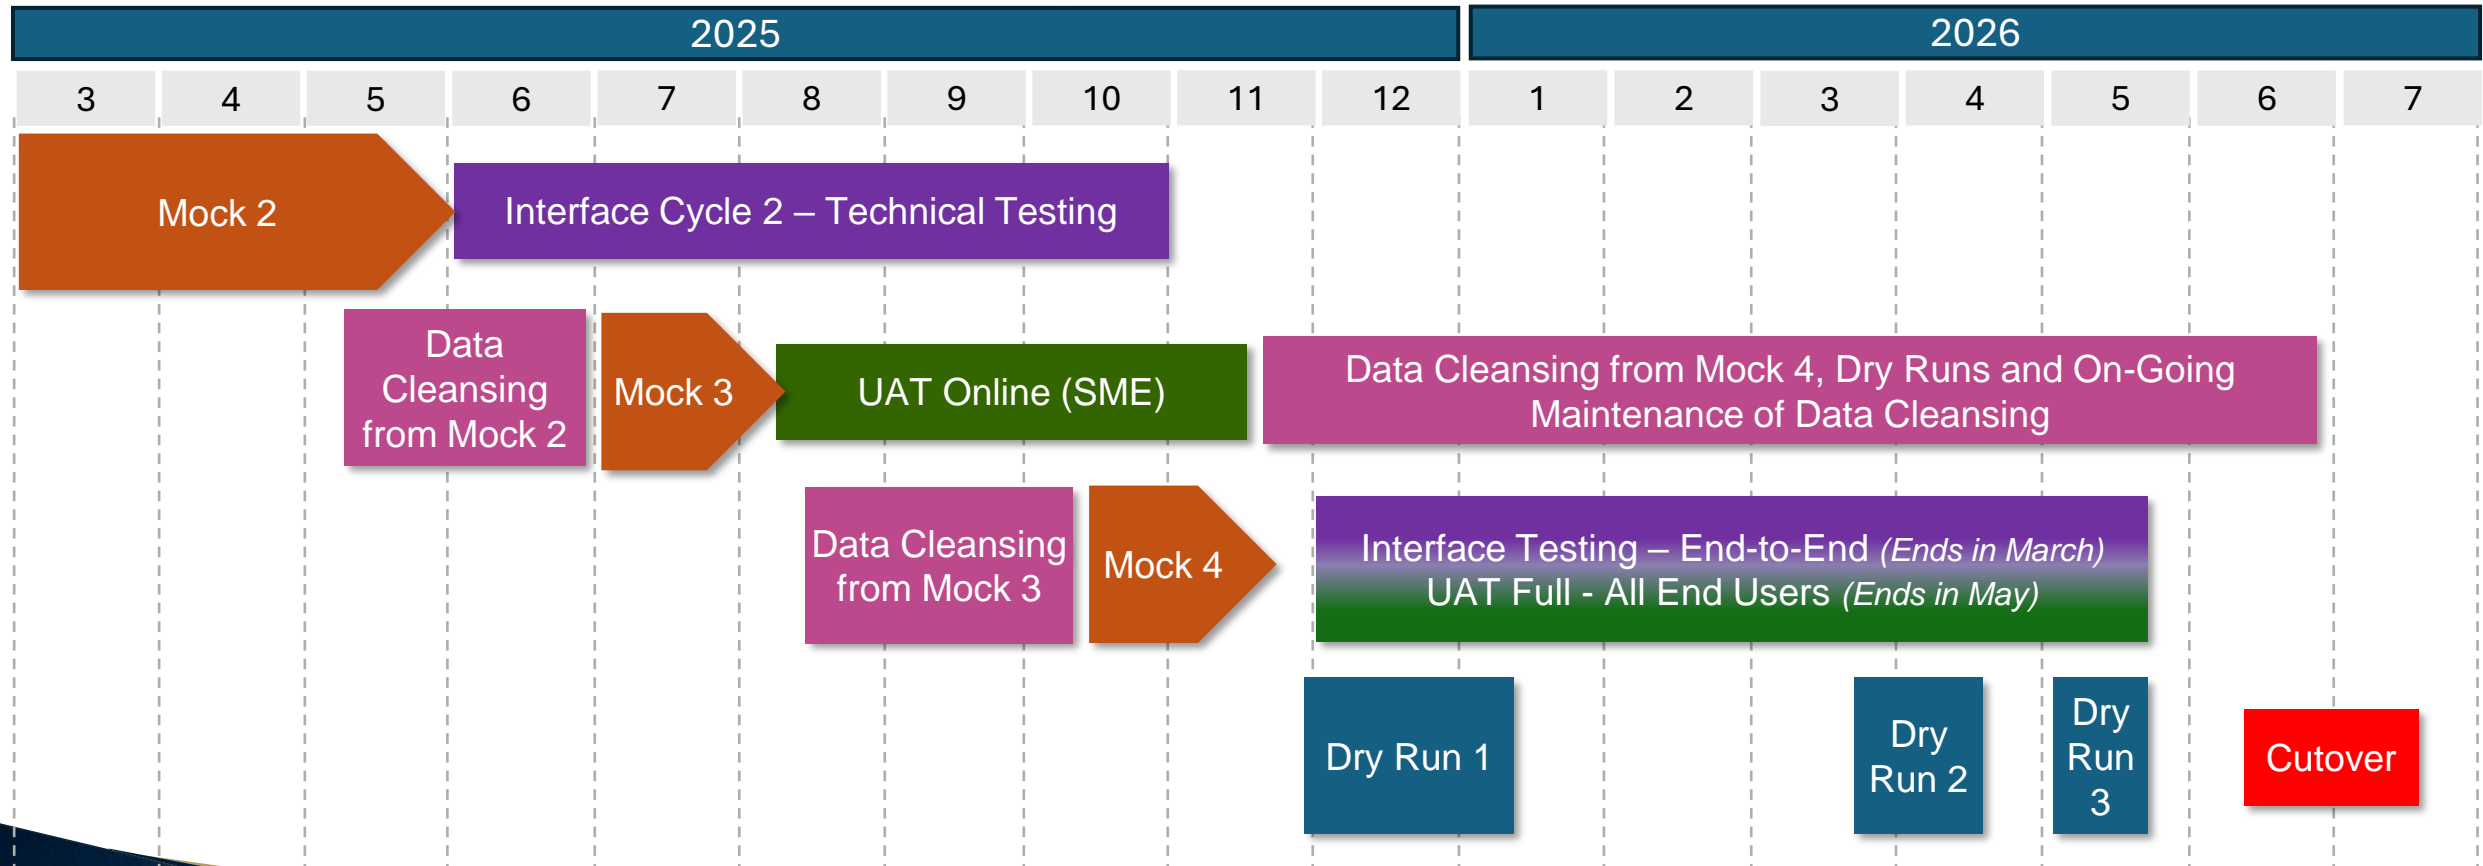 2025
2026
3
4
5
6
7
8
9
10
11
12
1
2
3
4
5
6
7
Mock 2
Interface Cycle 2 – Technical Testing
Data
Cleansing
from Mock 2
Mock 3
UAT Online (SME)
Data Cleansing from Mock 4, Dry Runs and On-Going
Maintenance of Data Cleansing
Data Cleansing
from Mock 3
Mock 4
Interface Testing – End-to-End (Ends in March)
UAT Full - All End Users (Ends in May)
Dry Run 1
Dry
Run 2
Dry
Run
3
Cutover